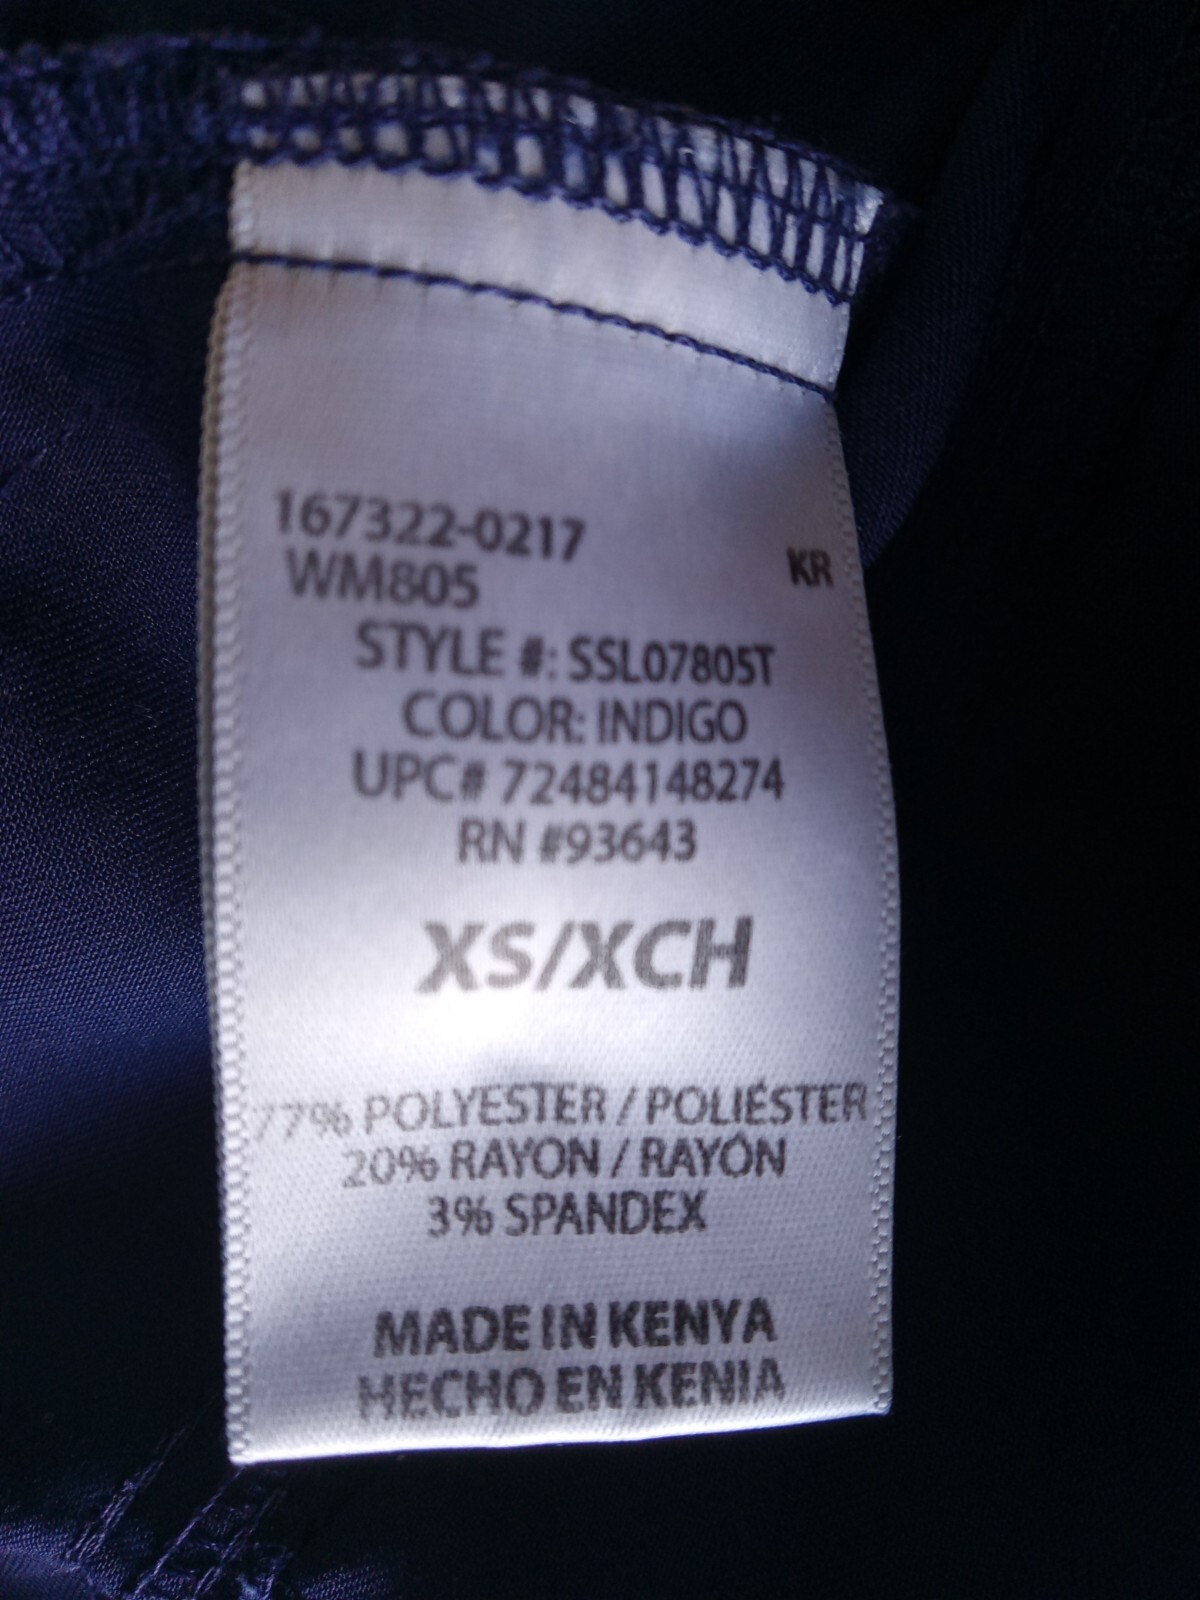 167322-0217
WM805 KR
STYLE #: SSL07805T
COLOR: INDIGO
UPC# 72484148274
RN #93643
XS/XCH
77% POLYESTER / POLIÉSTER
20% RAYON / RAYÓN
3% SPANDEX
MADE IN KENYA
HECHO EN KENIA